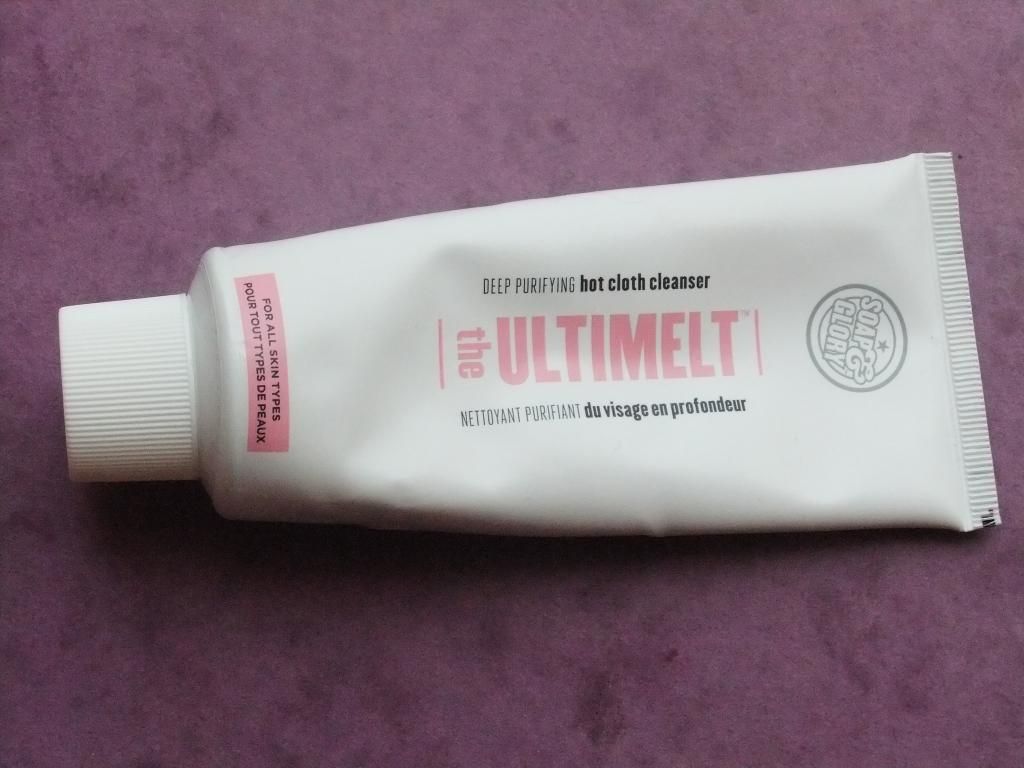 FOR ALL SKIN TYPES
POUR TOUT TYPES DE PEAUX
DEEP PURIFYING hot cloth cleanser
the ULTIMELT™
NETTOYANT PURIFIANT du visage en profondeur
SOAP &
GLORY